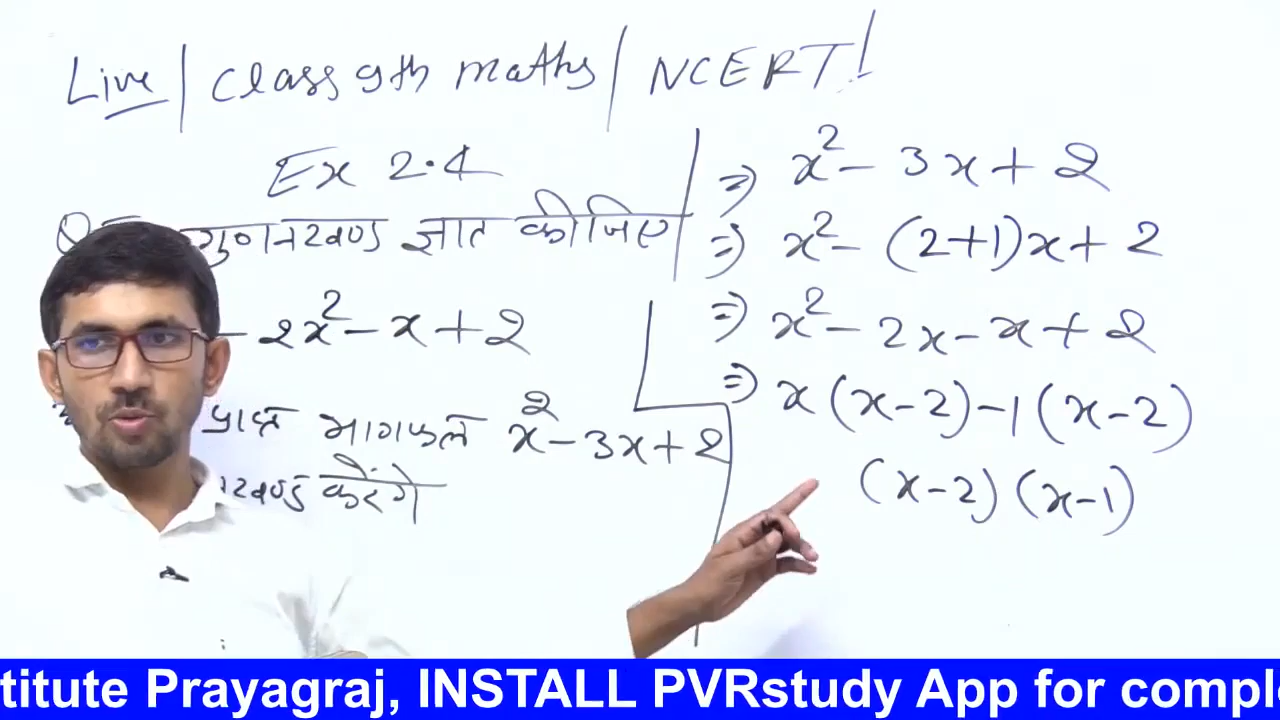 Live / Class 9th maths / NCERT!
Ex 2.4
Q गुणनखण्ड ज्ञात कीजिए
- 2x² - x + 2
प्राप्त भागफल x² - 3x + 2
करेंगे
⇒ x² - 3x + 2
⇒ x² - (2+1)x + 2
⇒ x² - 2x - x + 2
⇒ x(x-2) -1(x-2)
(x-2)(x-1)
titute Prayagraj, INSTALL PVRstudy App for compl